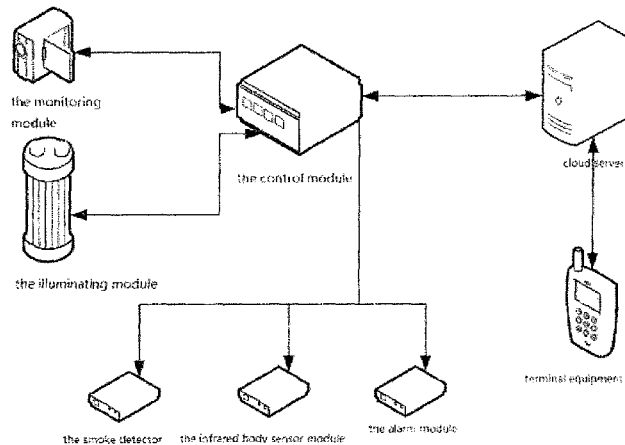 the monitoring
module
the control module
cloud server
the illuminating module
terminal equipment
the smoke detector
the infrared body sensor module
the alarm module